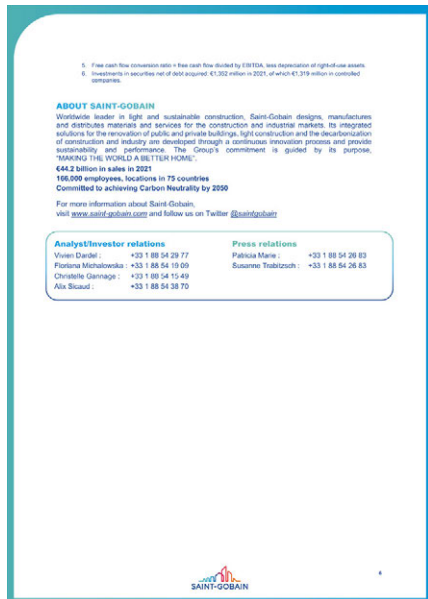 5. Free cash flow conversion ratio = free cash flow divided by EBITDA, less depreciation of right-of-use assets.
6. Investments in securities net of debt acquired: €1,352 million in 2021, of which €1,319 million in controlled
companies.
ABOUT SAINT-GOBAIN
Worldwide leader in light and sustainable construction, Saint-Gobain designs, manufactures
and distributes materials and services for the construction and industrial markets. Its integrated
solutions for the renovation of public and private buildings, light construction and the decarbonization
of construction and industry are developed through a continuous innovation process and provide
sustainability and performance. The Group's commitment is guided by its purpose,
"MAKING THE WORLD A BETTER HOME".
€44.2 billion in sales in 2021
166,000 employees, locations in 75 countries
Committed to achieving Carbon Neutrality by 2050
For more information about Saint-Gobain,
visit www.saint-gobain.com and follow us on Twitter @saintgobain
Analyst/Investor relations
Vivien Dardel : +33 1 88 54 29 77
Floriana Michalowska : +33 1 88 54 19 09
Christelle Gannage : +33 1 88 54 15 49
Alix Sicaud : +33 1 88 54 38 70
Press relations
Patricia Marie : +33 1 88 54 26 83
Susanne Trabitzsch : +33 1 88 54 26 83
SAINT-GOBAIN
6